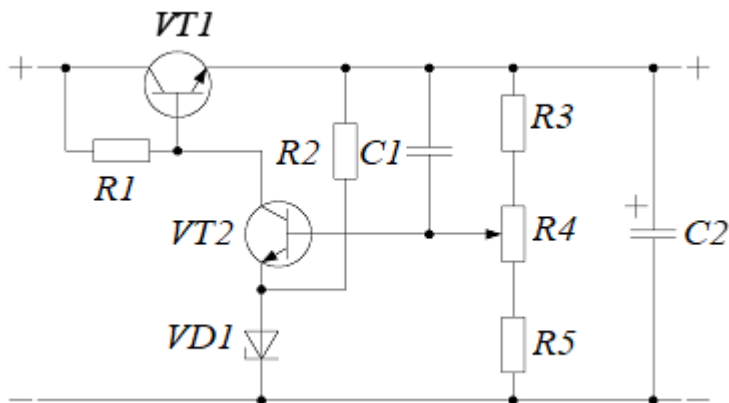 VT1
+ +
R3
R2 C1
R1
+
VT2 R4 C2
VD1 R5
— —